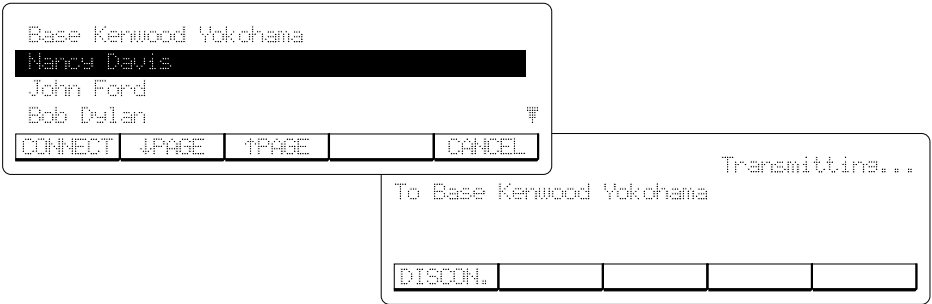 Base Kenwood Yokohama
Nancy Davis
John Ford
Bob Dylan
CONNECT ↓PAGE ↑PAGE CANCEL
Transmitting...
To Base Kenwood Yokohama
DISCON.